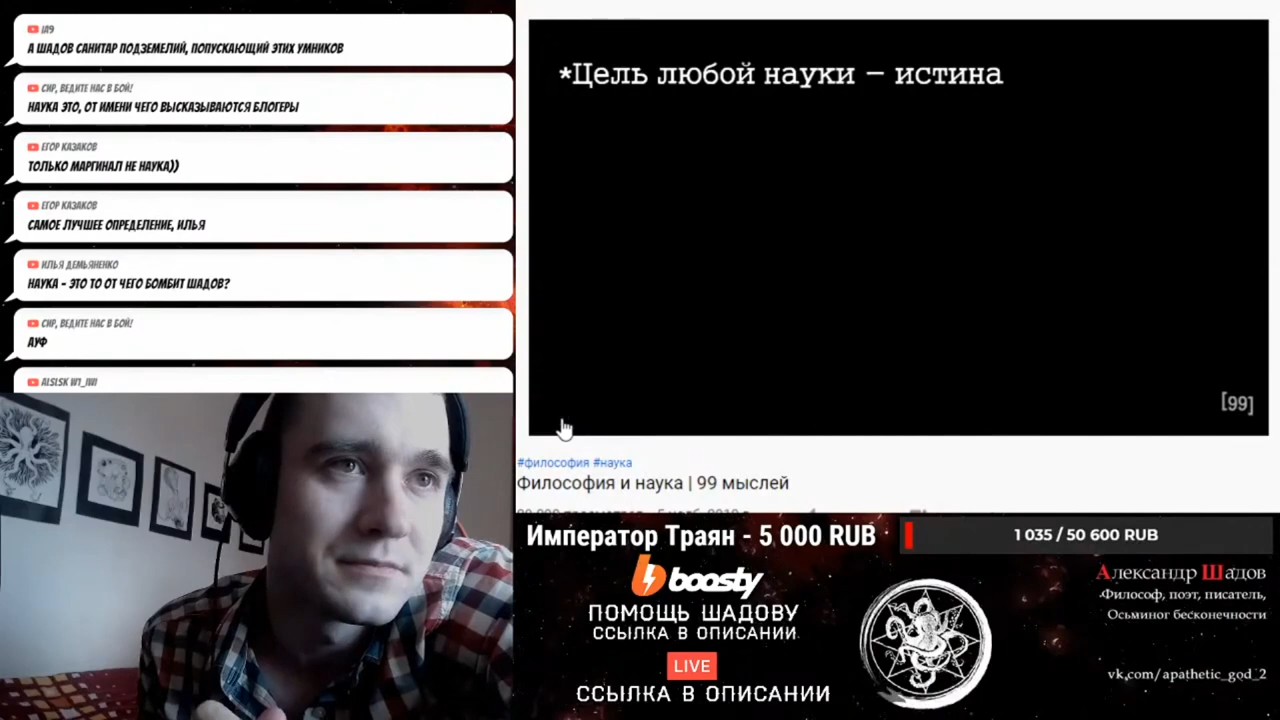 JA9
А ШАДОВ САНИТАР ПОДЗЕМЕЛИЙ, ПОПУСКАЮЩИЙ ЭТИХ УМНИКОВ
СИР, ВЕДИТЕ НАС В БОЙ!
НАУКА ЭТО, ОТ ИМЕНИ ЧЕГО ВЫСКАЗЫВАЮТСЯ БЛОГЕРЫ
ЕГОР КАЗАКОВ
ТОЛЬКО МАРГИНАЛ НЕ НАУКА))
ЕГОР КАЗАКОВ
САМОЕ ЛУЧШЕЕ ОПРЕДЕЛЕНИЕ, ИЛЬЯ
ИЛЬЯ ДЕМЬЯНЕНКО
НАУКА - ЭТО ТО ОТ ЧЕГО БОМБИТ ШАДОВ?
СИР, ВЕДИТЕ НАС В БОЙ!
АУФ
*Цель любой науки – истина
[99]
#философия #наука
Философия и наука | 99 мыслей
Император Траян - 5 000 RUB
1 035 / 50 600 RUB
boosty
ПОМОЩЬ ШАДОВУ
ССЫЛКА В ОПИСАНИИ
LIVE
ССЫЛКА В ОПИСАНИИ
Александр Шадов
Философ, поэт, писатель,
Осьминог бесконечности
vk.com/apathetic_god_2